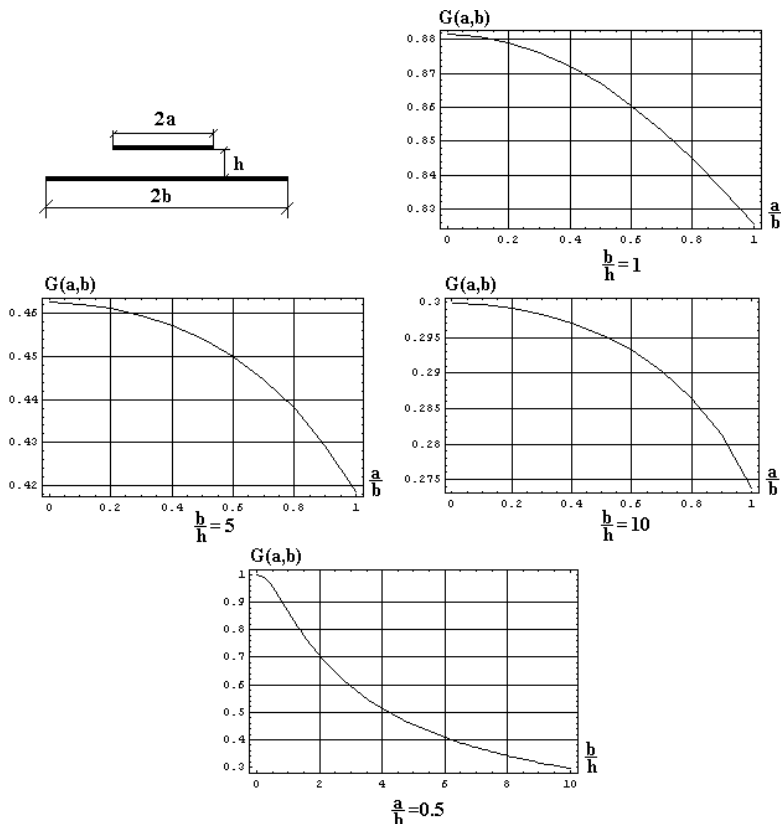 G(a,b)
0.88
0.87
0.86
0.85
0.84
0.83
0 0.2 0.4 0.6 0.8 1
a/b
b/h = 1
2a
h
2b
G(a,b)
0.46
0.45
0.44
0.43
0.42
0 0.2 0.4 0.6 0.8 1
a/b
b/h = 5
G(a,b)
0.3
0.295
0.29
0.285
0.28
0.275
0 0.2 0.4 0.6 0.8 1
a/b
b/h = 10
G(a,b)
1
0.9
0.8
0.7
0.6
0.5
0.4
0.3
0 2 4 6 8 10
b/h
a/b =0.5